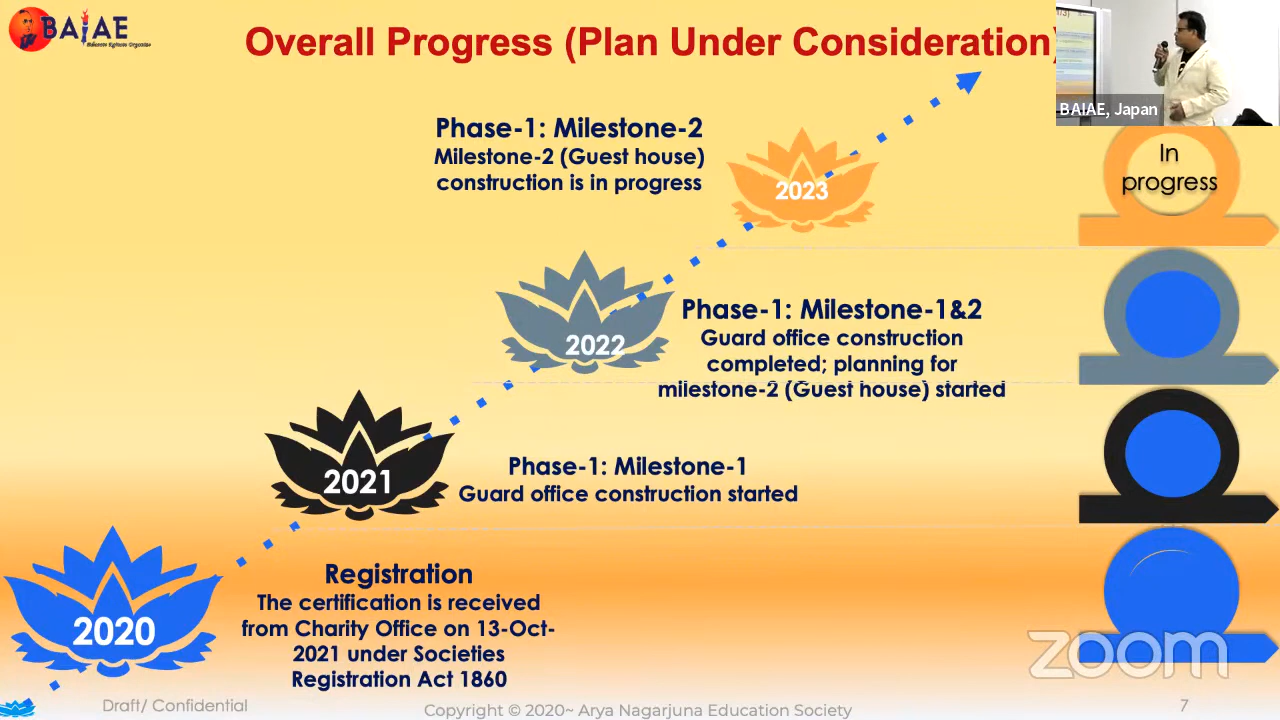 BAIAE
Overall Progress (Plan Under Consideration)
BAIAE, Japan
Phase-1: Milestone-2
Milestone-2 (Guest house)
construction is in progress
2023
In
progress
2022
Phase-1: Milestone-1&2
Guard office construction
completed; planning for
milestone-2 (Guest house) started
2021
Phase-1: Milestone-1
Guard office construction started
2020
Registration
The certification is received
from Charity Office on 13-Oct-
2021 under Societies
Registration Act 1860
zoom
Draft/ Confidential
Copyright © 2020~ Arya Nagarjuna Education Society
7